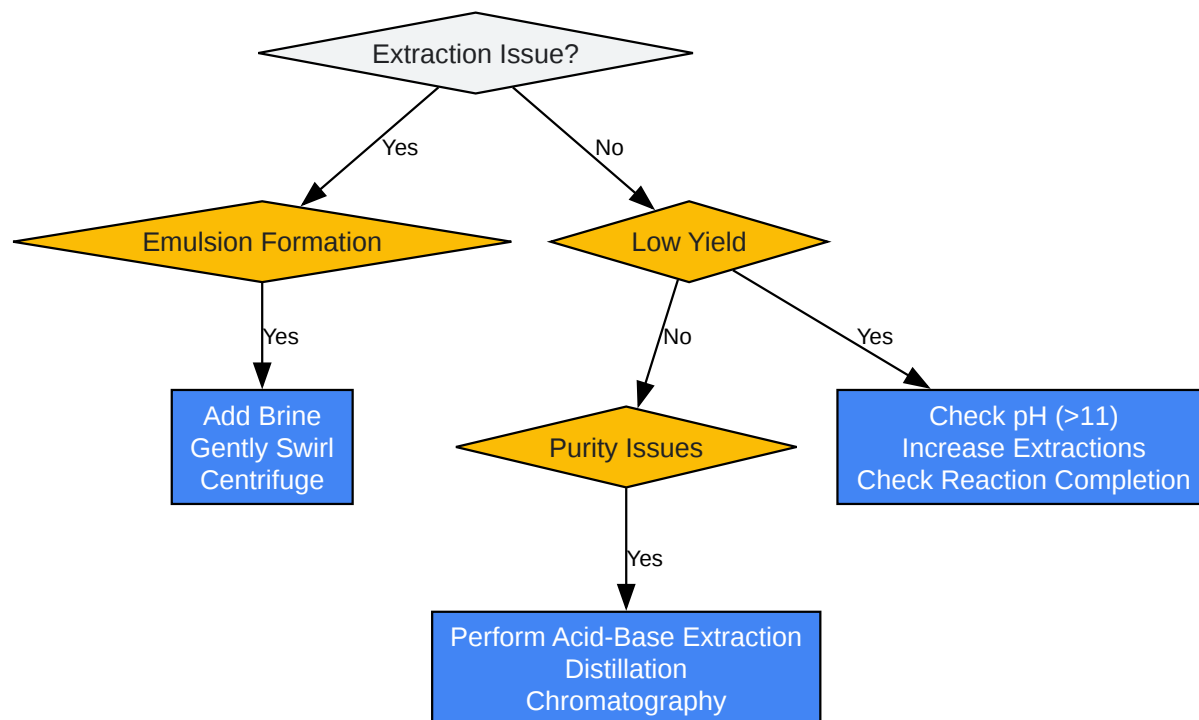 Extraction Issue?
Yes
No
Emulsion Formation
Low Yield
Yes
No
Yes
Add Brine
Gently Swirl
Centrifuge
Purity Issues
Check pH (>11)
Increase Extractions
Check Reaction Completion
Yes
Perform Acid-Base Extraction
Distillation
Chromatography